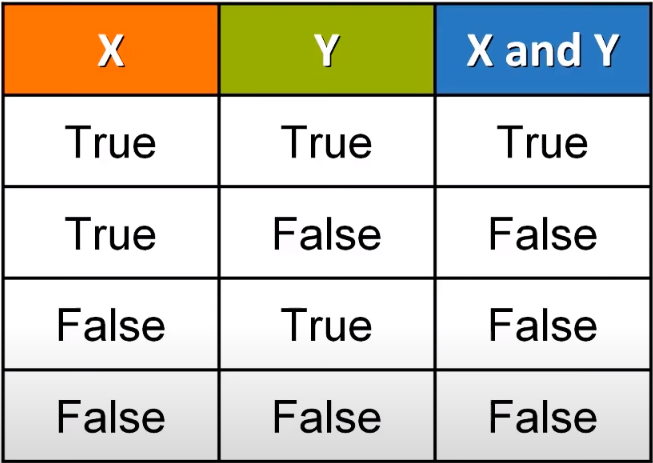 X Y X and Y
True True True
True False False
False True False
False False False